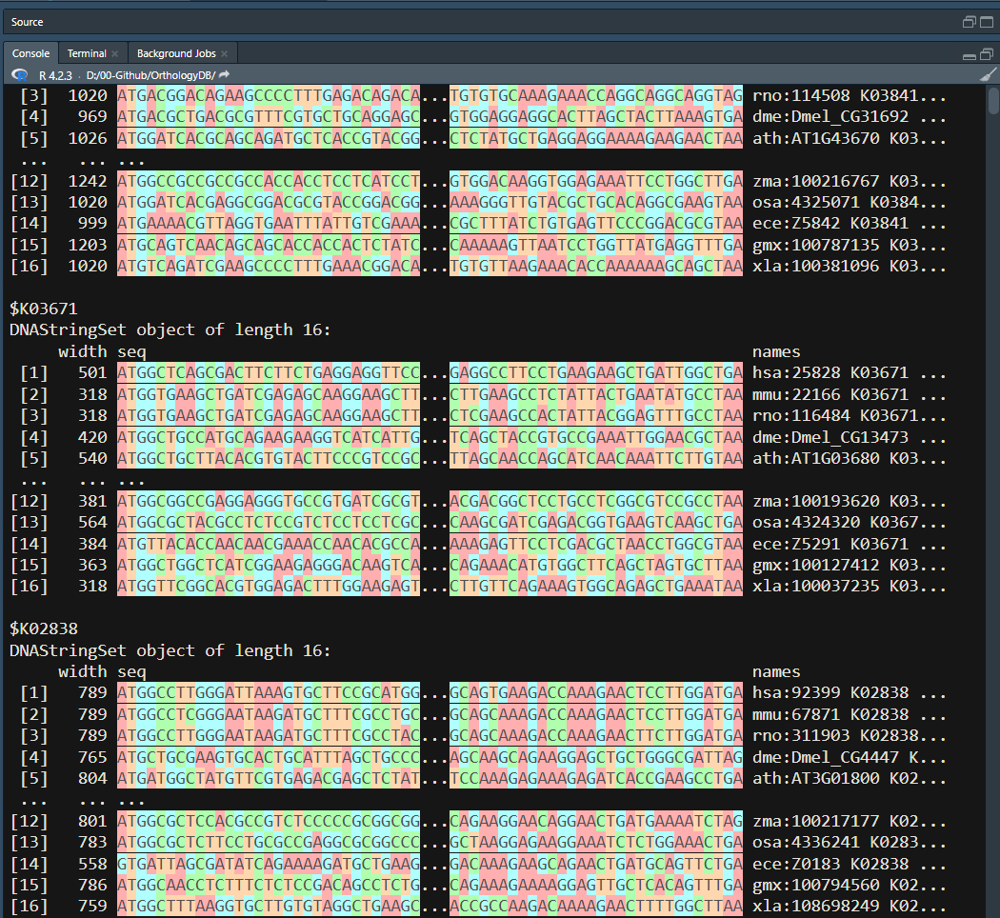 Source
Console Terminal Background Jobs
R 4.2.3 · D:/00-Github/OrthologyDB/
[3] 1020 ATGACGGACAGAAGCCCCTTTGAGACAGACA...TGTGTGCAAAGAAACCAGGCAGGCAGGTAG rno:114508 K03841...
[4] 969 ATGACGCTGACGCGTTTCGTGCTGCAGGAGC...GTGGAGGAGGCACTTAGCTACTTAAAGTGA dme:Dmel_CG31692 ...
[5] 1026 ATGGATCACGCAGCAGATGCTCACCGTACGG...CTCTATGCTGAGGAGGAAAAGAAGAACTAA ath:AT1G43670 K03...
... ... ...
[12] 1242 ATGGCCGCCGCCGCCACCACCTCCTCATCCT...GTGGACAAGGTGGAGAAATTCCTGGCTTGA zma:100216767 K03...
[13] 1020 ATGGATCACGAGGCGGACGCGTACCGGACGG...AAAGGGTTGTACGCTGCACAGGCGAAGTAA osa:4325071 K0384...
[14] 999 ATGAAAACGTTAGGTGAATTTATTGTCGAAA...CGCTTTATCTGTGAGTTCCCGGACGCGTAA ece:Z5842 K03841 ...
[15] 1203 ATGCAGTCAACAGCAGCACCACCACTCTATC...CAAAAAGTTAATCCTGGTTATGAGGTTTGA gmx:100787135 K03...
[16] 1020 ATGTCAGATCGAAGCCCCTTTGAAACGGACA...TGTGTTAAGAAACACCAAAAAAGCAGCTAA xla:100381096 K03...
$K03671
DNAStringSet object of length 16:
width seq names
[1] 501 ATGGCTCAGCGACTTCTTCTGAGGAGGTTCC...GAGGCCTTCCTGAAGAAGCTGATTGGCTGA hsa:25828 K03671 ...
[2] 318 ATGGTGAAGCTGATCGAGAGCAAGGAAGCTT...CTTGAAGCCTCTATTACTGAATATGCCTAA mmu:22166 K03671 ...
[3] 318 ATGGTGAAGCTGATCGAGAGCAAGGAAGCTT...CTCGAAGCCACTATTACGGAGTTTGCCTAA rno:116484 K03671...
[4] 420 ATGGCTGCCATGCAGAAGAAGGTCATCATTG...TCAGCTACCGTGCCGAAATTGGAACGCTAA dme:Dmel_CG13473 ...
[5] 540 ATGGCTGCTTACACGTGTACTTCCCGTCCGC...TTAGCAACCAGCATCAACAAATTCTTGTAA ath:AT1G03680 K03...
... ... ...
[12] 381 ATGGCGGCCGAGGAGGGTGCCGTGATCGCGT...ACGACGGCTCCTGCCTCGGCGTCCGCCTAA zma:100193620 K03...
[13] 564 ATGGCGCTACGCCTCTCCGTCTCCTCCTCGC...CAAGCGATCGAGACGGTGAAGTCAAGCTGA osa:4324320 K0367...
[14] 384 ATGTTACACCAACAACGAAACCAACACGCCA...AAAGAGTTCCTCGACGCTAACCTGGCGTAA ece:Z5291 K03671 ...
[15] 363 ATGGCTGGCTCATCGGAAGAGGGACAAGTCA...CAGAAACATGTGGCTTCAGCTAGTGCTTAA gmx:100127412 K03...
[16] 318 ATGGTTCGGCACGTGGAGACTTTGGAAGAGT...CTTGTTCAGAAAGTGGCAGAGCTGAAATAA xla:100037235 K03...
$K02838
DNAStringSet object of length 16:
width seq names
[1] 789 ATGGCCTTGGGATTAAAGTGCTTCCGCATGG...GCAGTGAAGACCAAAGAACTCCTTGGATGA hsa:92399 K02838 ...
[2] 789 ATGGCCTCGGGAATAAGATGCTTTCGCCTGC...GCAGCAAAGACCAAAGAACTCCTTGGATGA mmu:67871 K02838 ...
[3] 789 ATGGCCTTGGGAATAAGATGCTTTCGCCTAC...GCAGCAAAGACCAAAGAACTTCTTGGATGA rno:311903 K02838...
[4] 765 ATGCTGCGAAGTGCACTGCATTTAGCTGCCC...AGCAAGCAGAAGGAGCTGCTGGGCGATTAG dme:Dmel_CG4447 K...
[5] 804 ATGATGGCTATGTTCGTGAGACGAGCTCTAT...TCCAAAGAGAAAGAGATCACCGAAGCCTGA ath:AT3G01800 K02...
... ... ...
[12] 801 ATGGCGCTCCACGCCGTCTCCCCCGCGGCGG...CAGAAGGAACAGGAACTGATGAAAATCTAG zma:100217177 K02...
[13] 783 ATGGCGCTCTTCCTGCGCCGAGGCGCGGCCC...GCTAAGGAGAAGGAAATCTCTGGAAACTGA osa:4336241 K0283...
[14] 558 GTGATTAGCGATATCAGAAAAGATGCTGAAG...GACAAAGAAGCAGAACTGATGCAGGTTTGA ece:Z0183 K02838 ...
[15] 786 ATGGCAACCTCTTTCTCTCCGACAGCCTCTG...CAGAAAGAAAAGGAATTGCTCACAGTTTGA gmx:100794560 K02...
[16] 759 ATGGCTTTAAGGTGCTTGTGTAGGCTGAAGC...ACCGCCAAGACAAAAGAACTTTTGGCTTAA xla:108698249 K02...